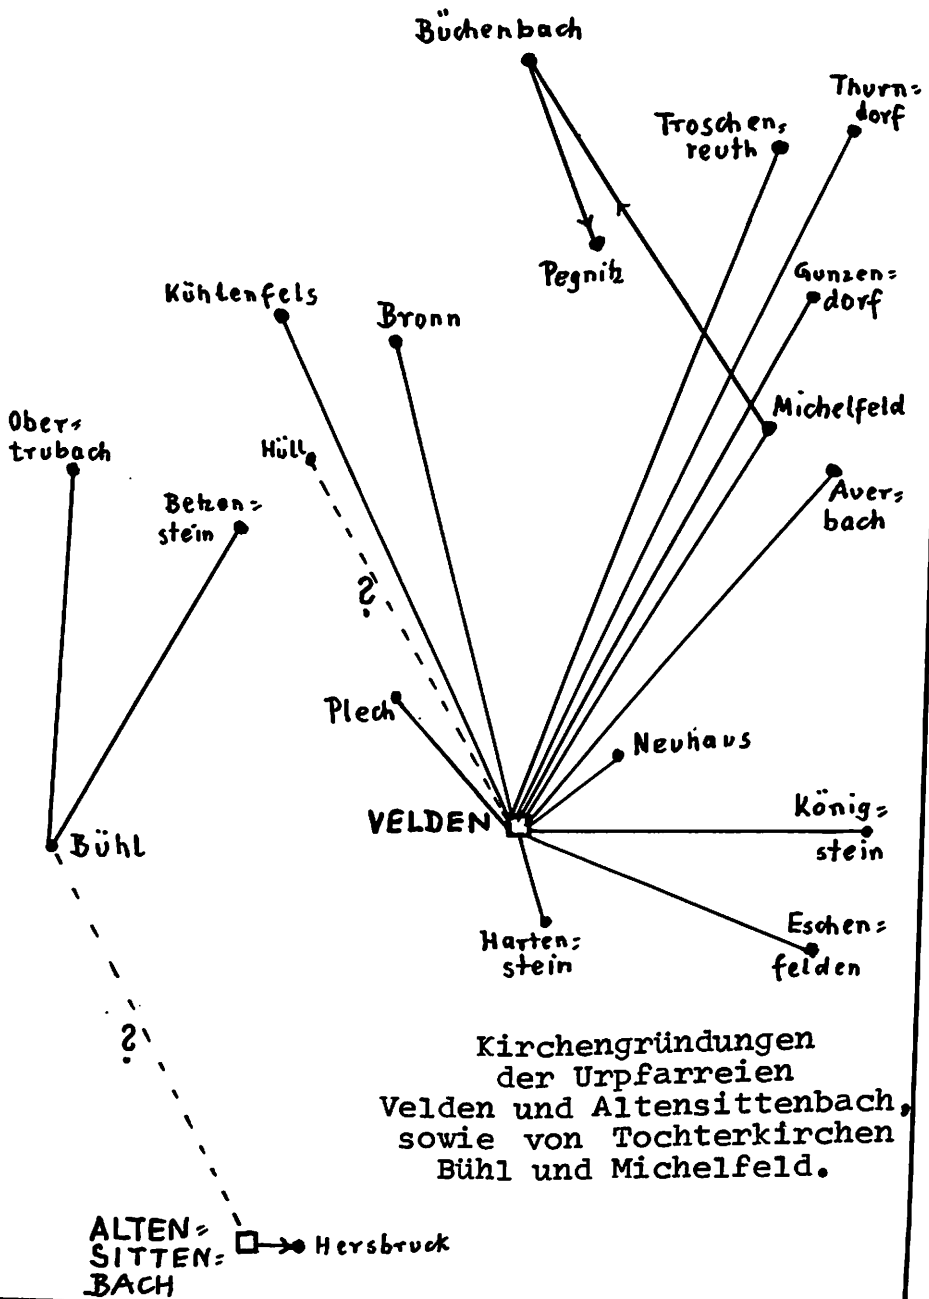 Büchenbach
Thurn=
dorf
Troschen=
reuth
Pegnitz
Gunzen=
dorf
Kühlenfels
Bronn
Michelfeld
Ober=
trubach
Hüll
Betzen=
stein
Auer=
bach
?
Plech
Neuhaus
VELDEN
König=
stein
Bühl
Harten=
stein
Eschen=
felden
?
Kirchengründungen
der Urpfarreien
Velden und Altensittenbach,
sowie von Tochterkirchen
Bühl und Michelfeld.
ALTEN=
SITTEN=
BACH
Hersbruck